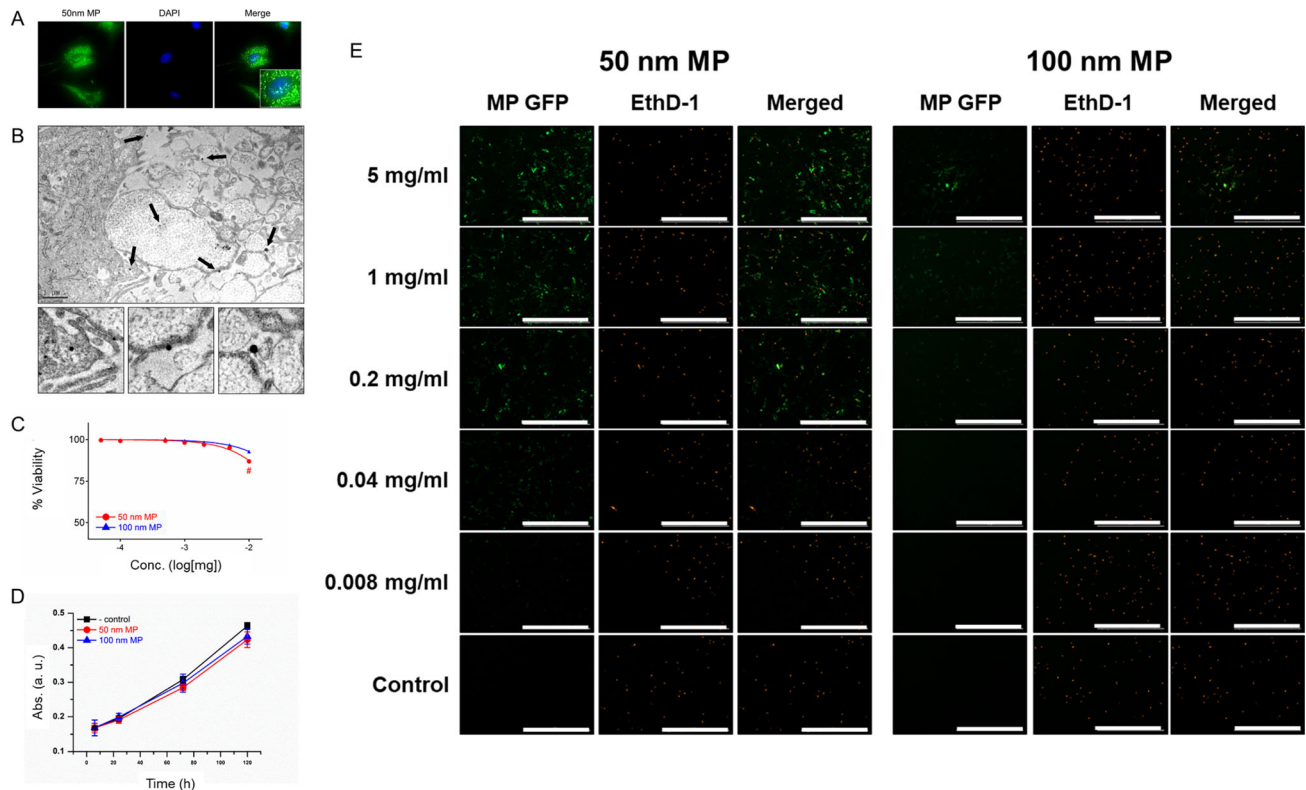 A
50nm MP DAPI Merge
B
C
100
75
50
% Viability
50 nm MP
100 nm MP
#
-4 -3 -2
Conc. (log[mg])
D
0.5
0.4
0.3
0.2
0.1
Abs. (a. u.)
- control
50 nm MP
100 nm MP
0 20 40 60 80 100 120
Time (h)
E
50 nm MP 100 nm MP
MP GFP EthD-1 Merged MP GFP EthD-1 Merged
5 mg/ml
1 mg/ml
0.2 mg/ml
0.04 mg/ml
0.008 mg/ml
Control